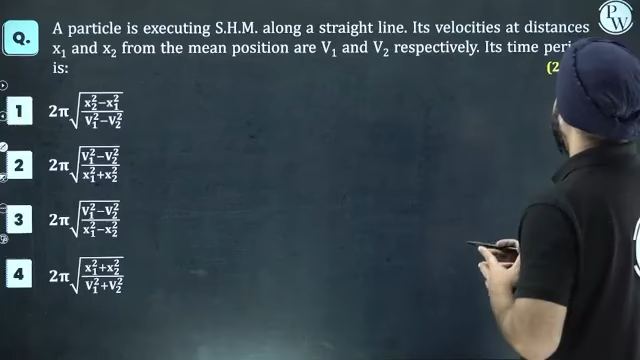 P
W
Q.
A particle is executing S.H.M. along a straight line. Its velocities at distances
x₁ and x₂ from the mean position are V₁ and V₂ respectively. Its time
is:
(2
1 2π√((x₂²−x₁²)/(V₁²−V₂²))
2 2π√((V₁²−V₂²)/(x₁²+x₂²))
3 2π√((V₁²−V₂²)/(x₁²−x₂²))
4 2π√((x₁²+x₂²)/(V₁²+V₂²))